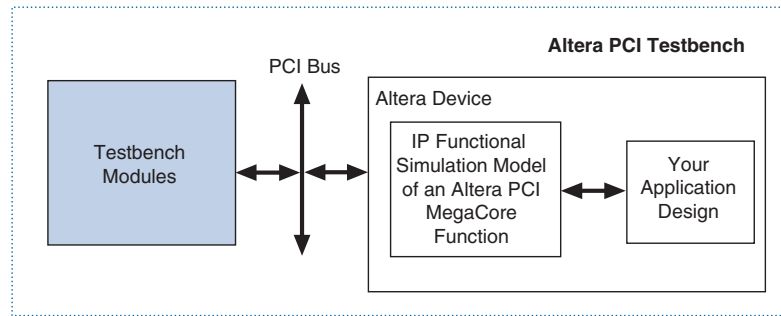 Altera PCI Testbench
PCI Bus
Testbench
Modules
Altera Device
IP Functional
Simulation Model
of an Altera PCI
MegaCore
Function
Your
Application
Design